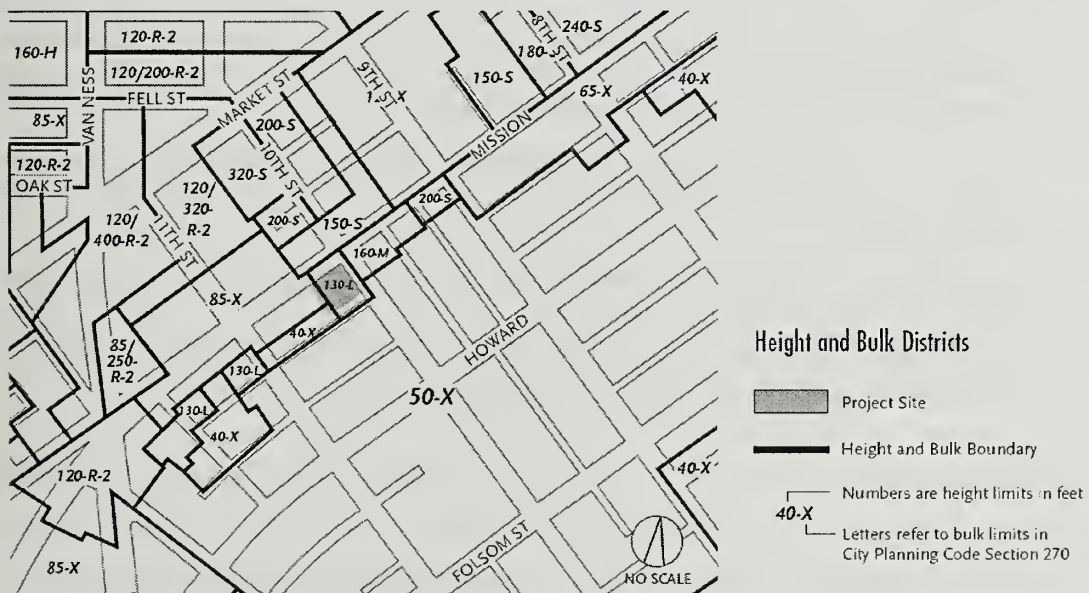 240-S
8TH ST
120-R-2
160-H
180-
40-X
9TH ST
120/200-R-2
150-S
65-X
MARKET ST
FELL ST
VAN NESS
85-X
200-S
MISSION
10TH ST
120-R-2
320-S
OAK ST
120/
320-
R-2
200-S
200-S
150-S
120/
400-R-2
11TH ST
160-M
130-L
85-X
40-X
HOWARD
85/
250-
R-2
130-L
50-X
130-L
40-X
120-R-2
40-X
FOLSOM ST
85-X
NO SCALE
Height and Bulk Districts
Project Site
Height and Bulk Boundary
Numbers are height limits in feet
40-X
Letters refer to bulk limits in
City Planning Code Section 270